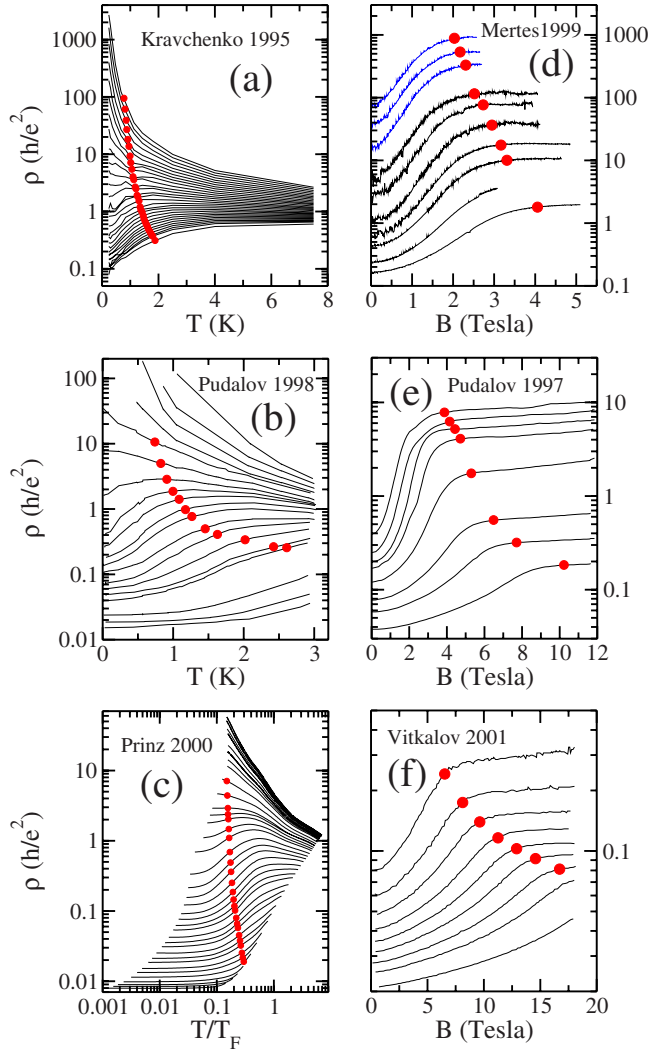 Kravchenko 1995
(a)
1000
100
10
1
0.1
ρ (h/e²)
0 2 4 6 8
T (K)
Mertes1999
(d)
1000
100
10
1
0.1
0 1 2 3 4 5
B (Tesla)
Pudalov 1998
(b)
100
10
1
0.1
0.01
ρ (h/e²)
0 1 2 3
T (K)
(e)
Pudalov 1997
10
1
0.1
0 2 4 6 8 10 12
B (Tesla)
Prinz 2000
(c)
10
1
0.1
0.01
ρ (h/e²)
0.001 0.01 0.1 1
T/T_F
Vitkalov 2001
(f)
0.1
0 5 10 15 20
B (Tesla)